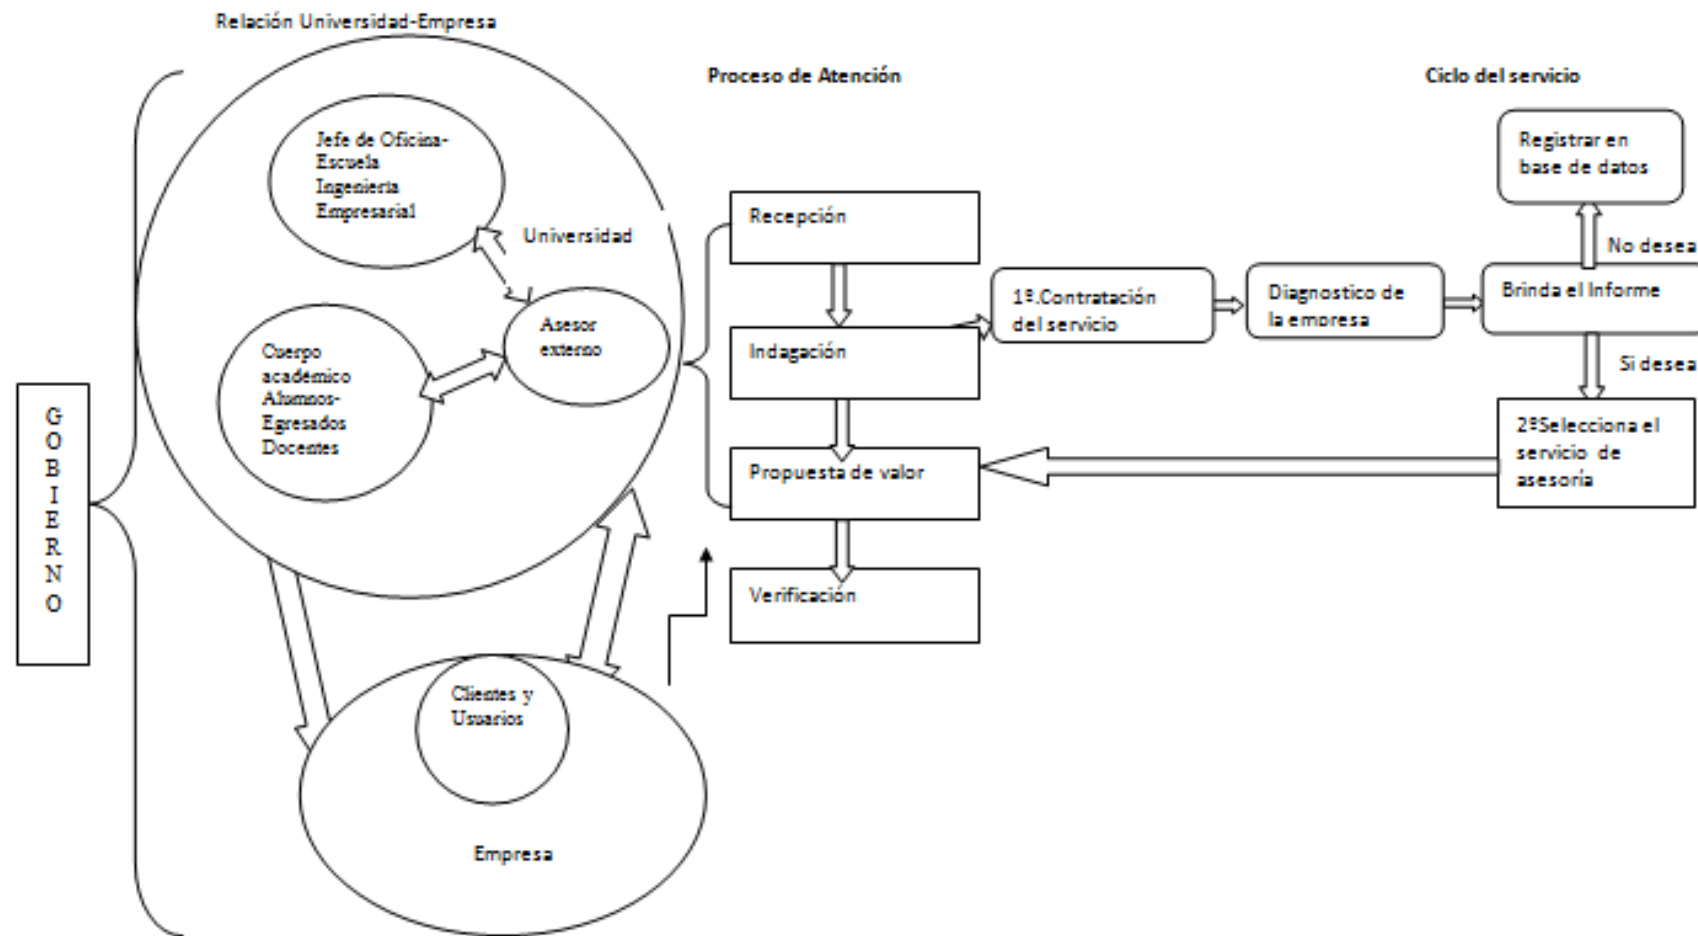 Relación Universidad-Empresa
Proceso de Atención
Ciclo del servicio
Jefe de Oficina-
Escuela
Ingeniería
Empresarial
Universidad
Asesor
externo
Cuerpo
académico
Alumnos-
Egresados
Docentes
G
O
B
I
E
R
N
O
Clientes y
Usuarios
Empresa
Recepción
Indagación
Propuesta de valor
Verificación
1º.Contratación
del servicio
Diagnostico de
la empresa
Brinda el Informe
Registrar en
base de datos
No desea
Si desea
2ºSelecciona el
servicio de
asesoría